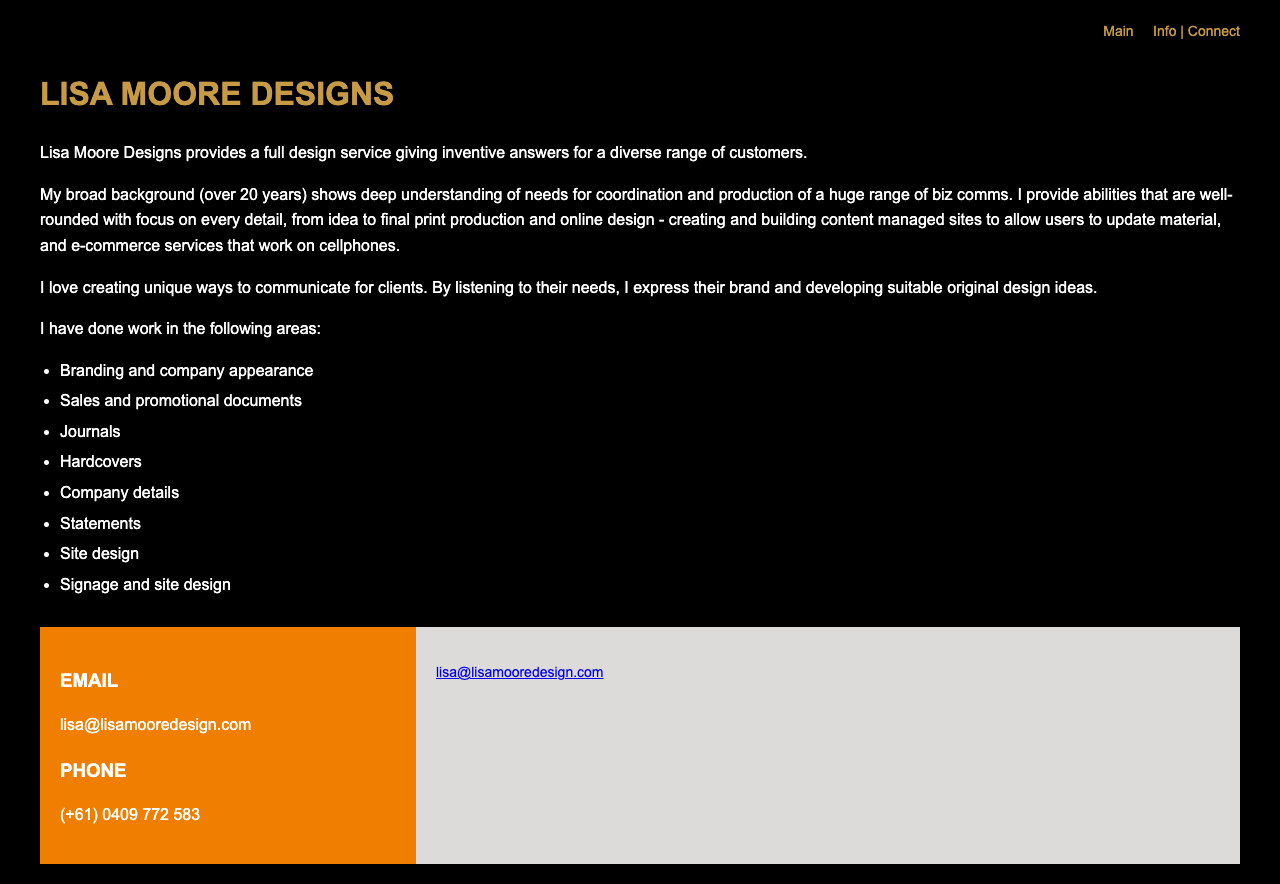 Main Info | Connect
LISA MOORE DESIGNS
Lisa Moore Designs provides a full design service giving inventive answers for a diverse range of customers.
My broad background (over 20 years) shows deep understanding of needs for coordination and production of a huge range of biz comms. I provide abilities that are well-
rounded with focus on every detail, from idea to final print production and online design - creating and building content managed sites to allow users to update material,
and e-commerce services that work on cellphones.
I love creating unique ways to communicate for clients. By listening to their needs, I express their brand and developing suitable original design ideas.
I have done work in the following areas:
• Branding and company appearance
• Sales and promotional documents
• Journals
• Hardcovers
• Company details
• Statements
• Site design
• Signage and site design
EMAIL
lisa@lisamooredesign.com
PHONE
(+61) 0409 772 583
lisa@lisamooredesign.com